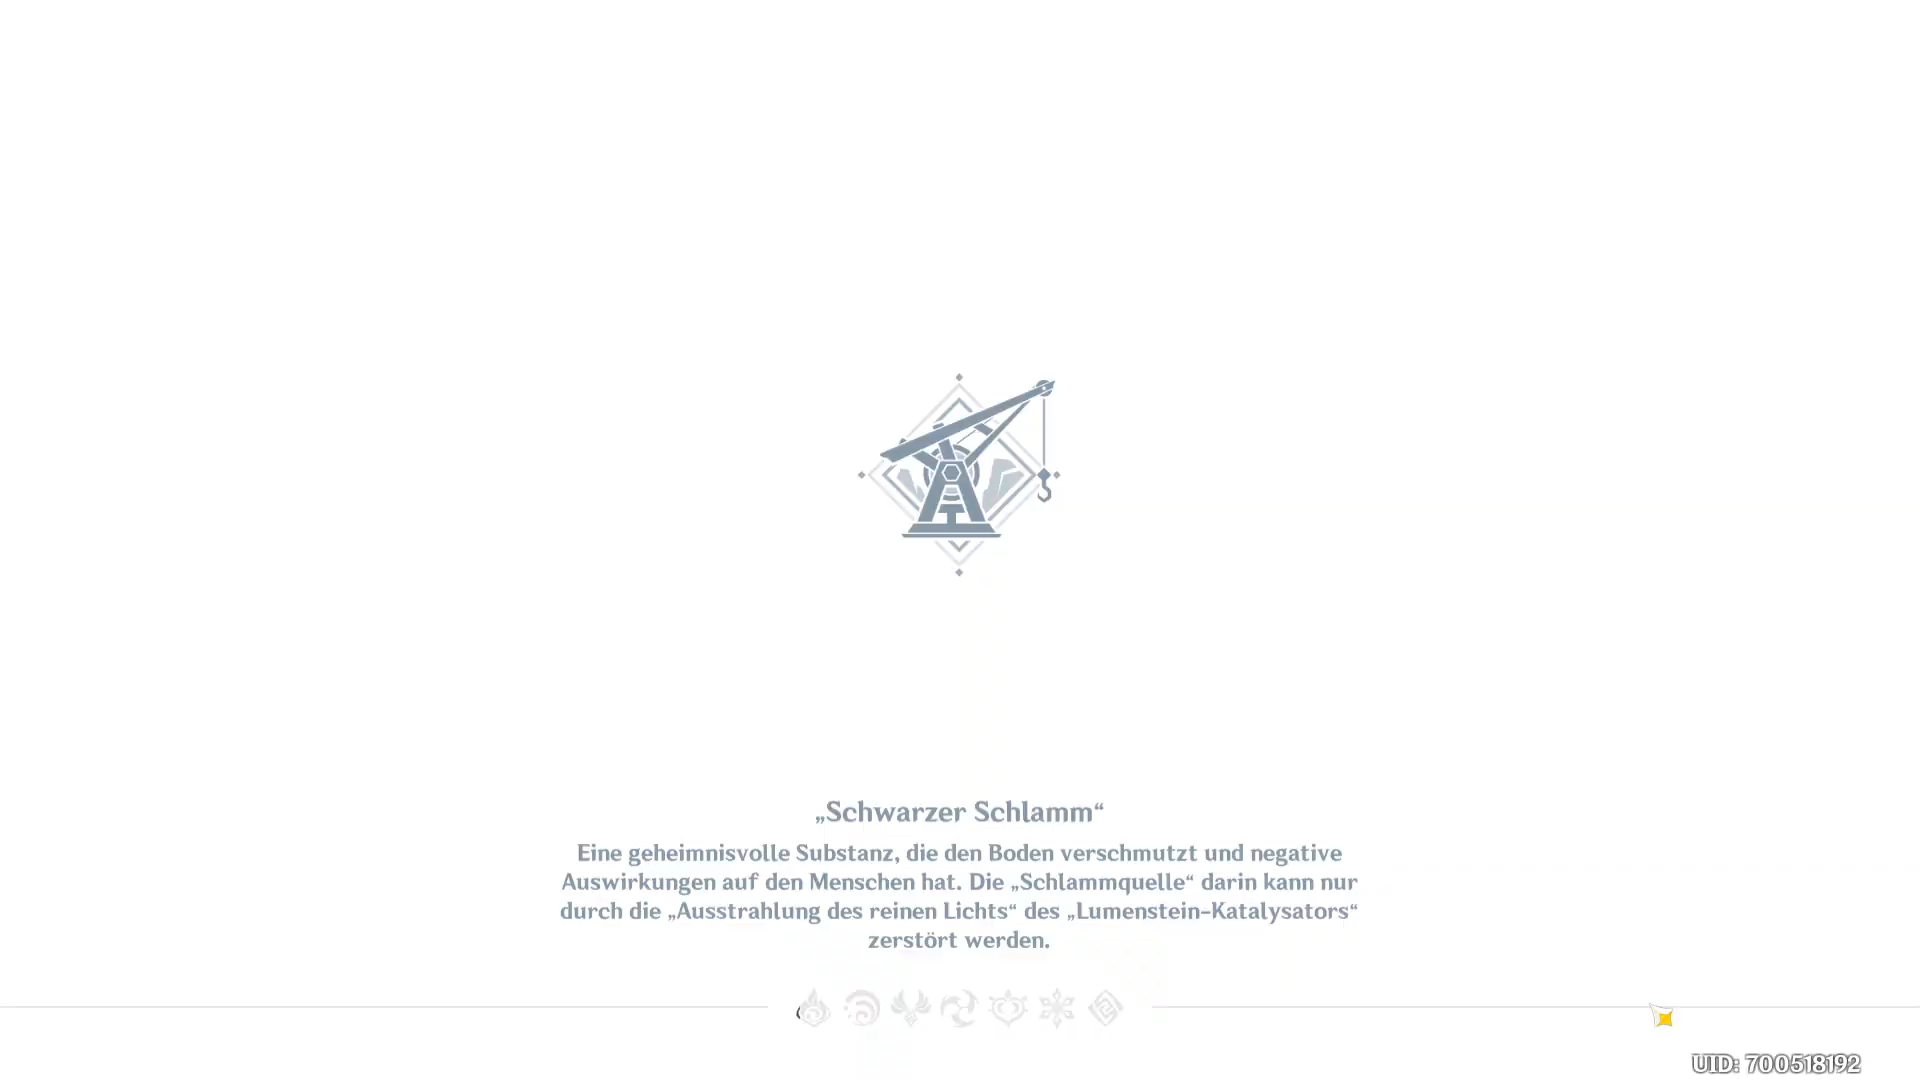 „Schwarzer Schlamm“
Eine geheimnisvolle Substanz, die den Boden verschmutzt und negative
Auswirkungen auf den Menschen hat. Die „Schlammquelle“ darin kann nur
durch die „Ausstrahlung des reinen Lichts“ des „Lumenstein-Katalysators“
zerstört werden.
UID: 700518192